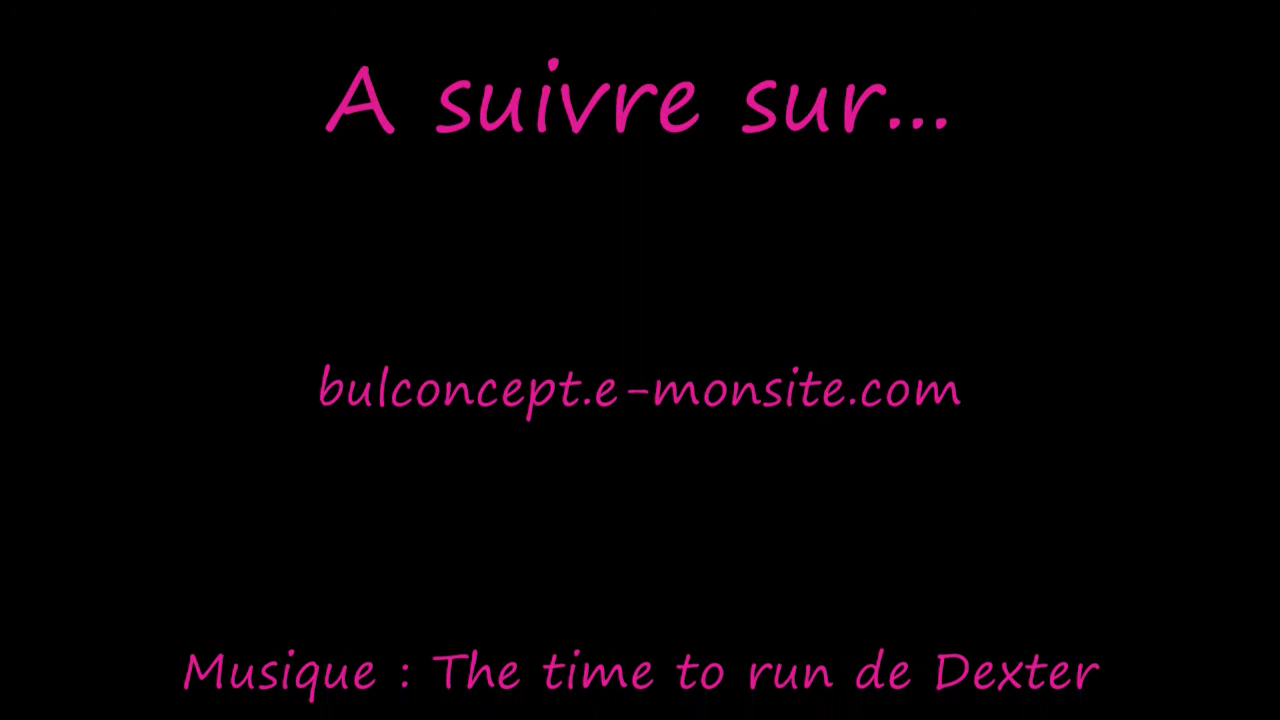 A suivre sur...
bulconcept.e-monsite.com
Musique : The time to run de Dexter